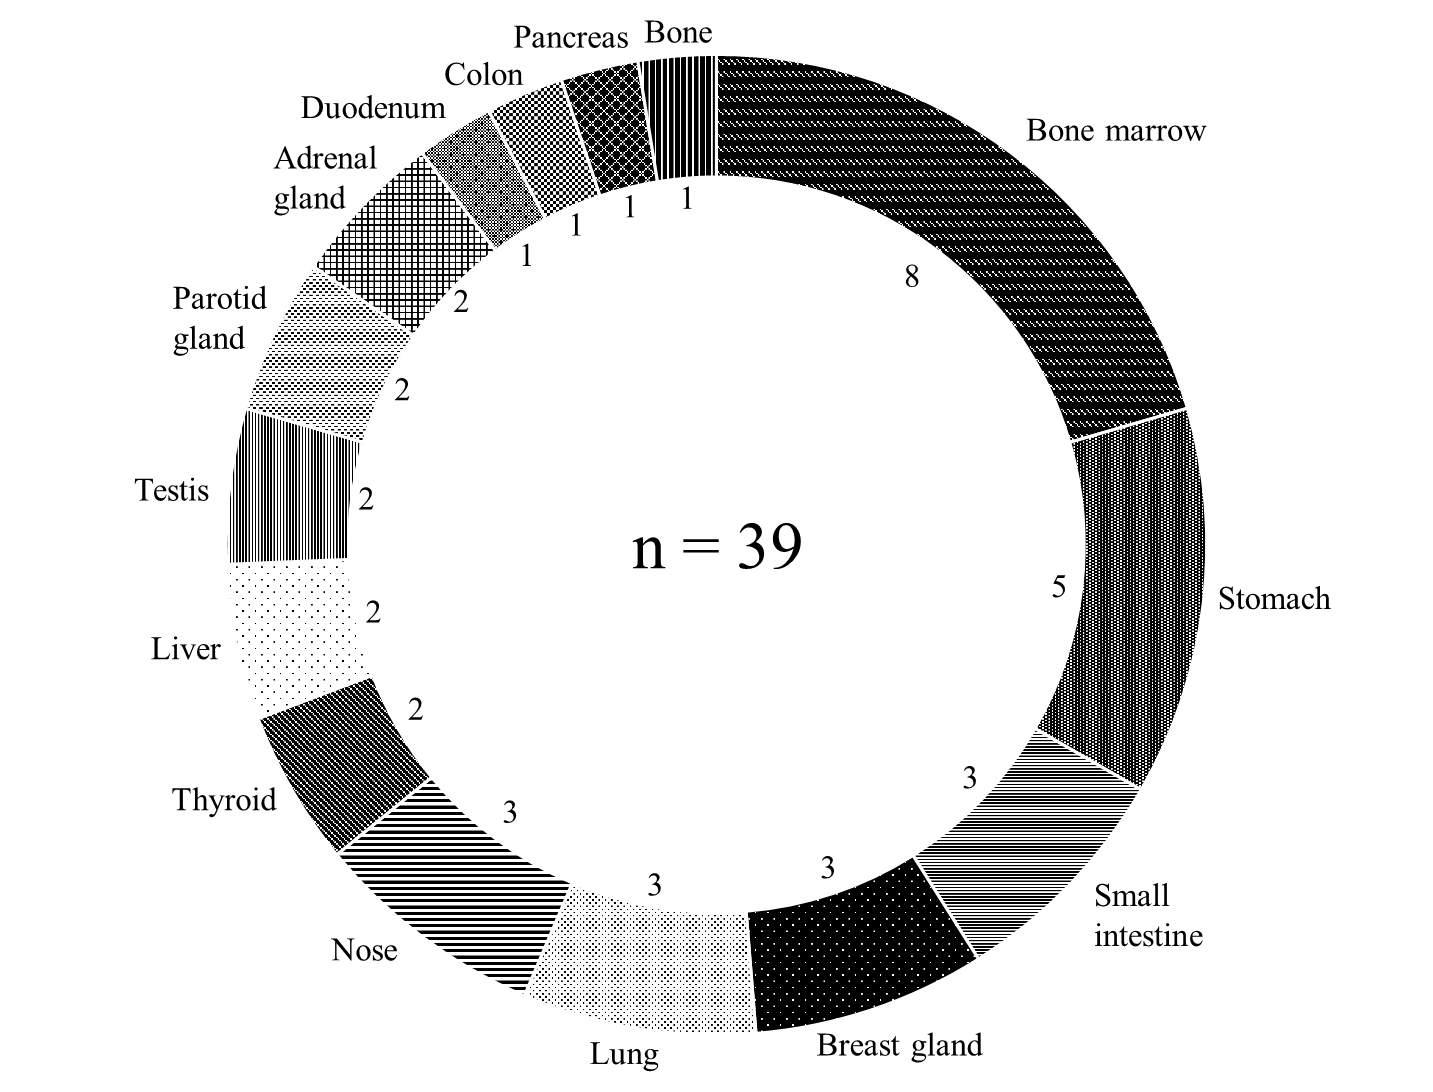 Pancreas
Bone
Colon
Duodenum
Adrenal
gland
Bone marrow
Parotid
gland
Testis
Liver
Thyroid
Nose
Lung
Breast gland
Small
intestine
Stomach
1
1
1
1
2
2
2
2
2
3
3
3
3
5
8
n = 39